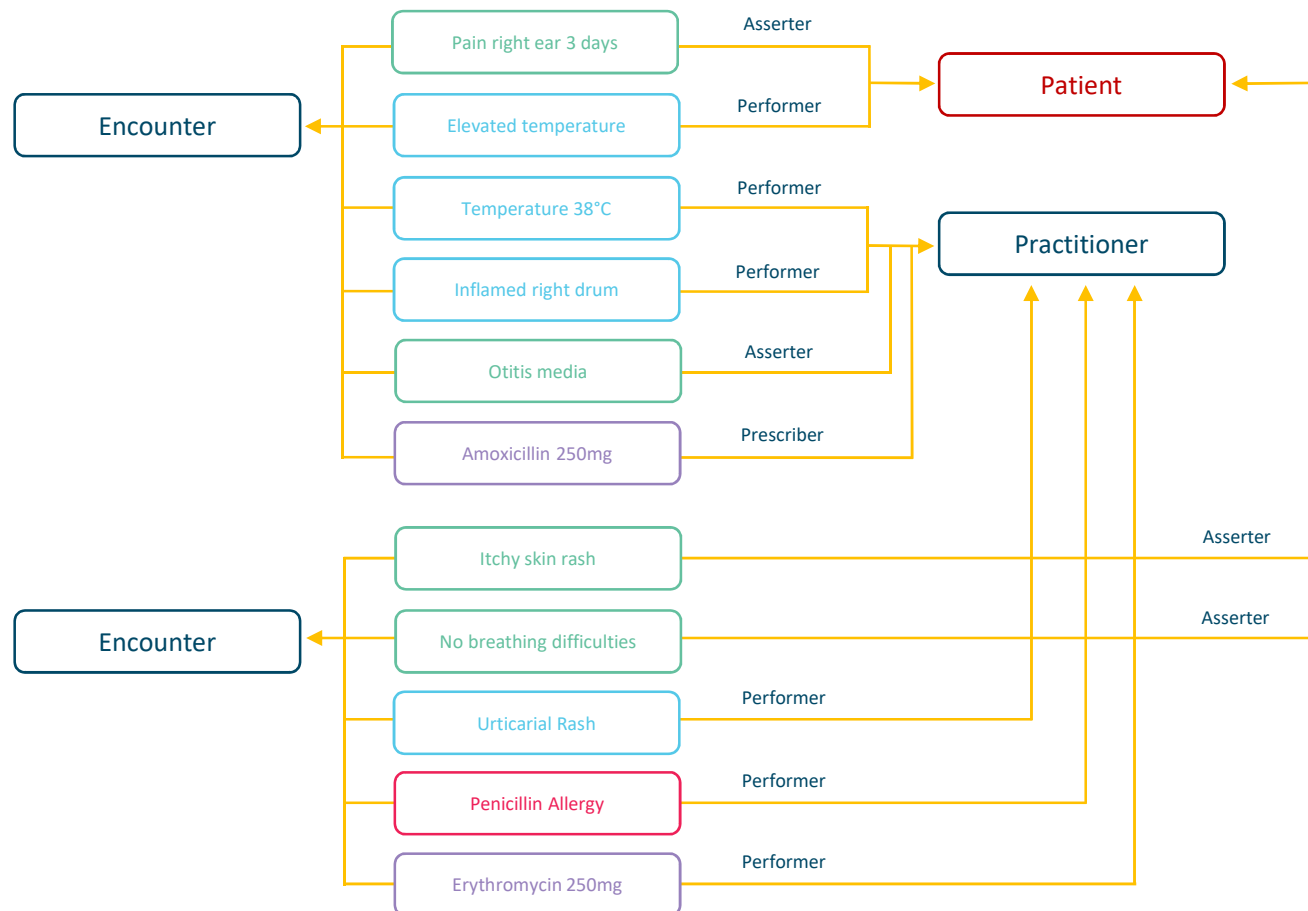 Pain right ear 3 days
Asserter
Patient
Encounter
Elevated temperature
Performer
Temperature 38°C
Performer
Practitioner
Inflamed right drum
Performer
Otitis media
Asserter
Amoxicillin 250mg
Prescriber
Itchy skin rash
Asserter
Encounter
No breathing difficulties
Asserter
Urticarial Rash
Performer
Penicillin Allergy
Performer
Erythromycin 250mg
Performer